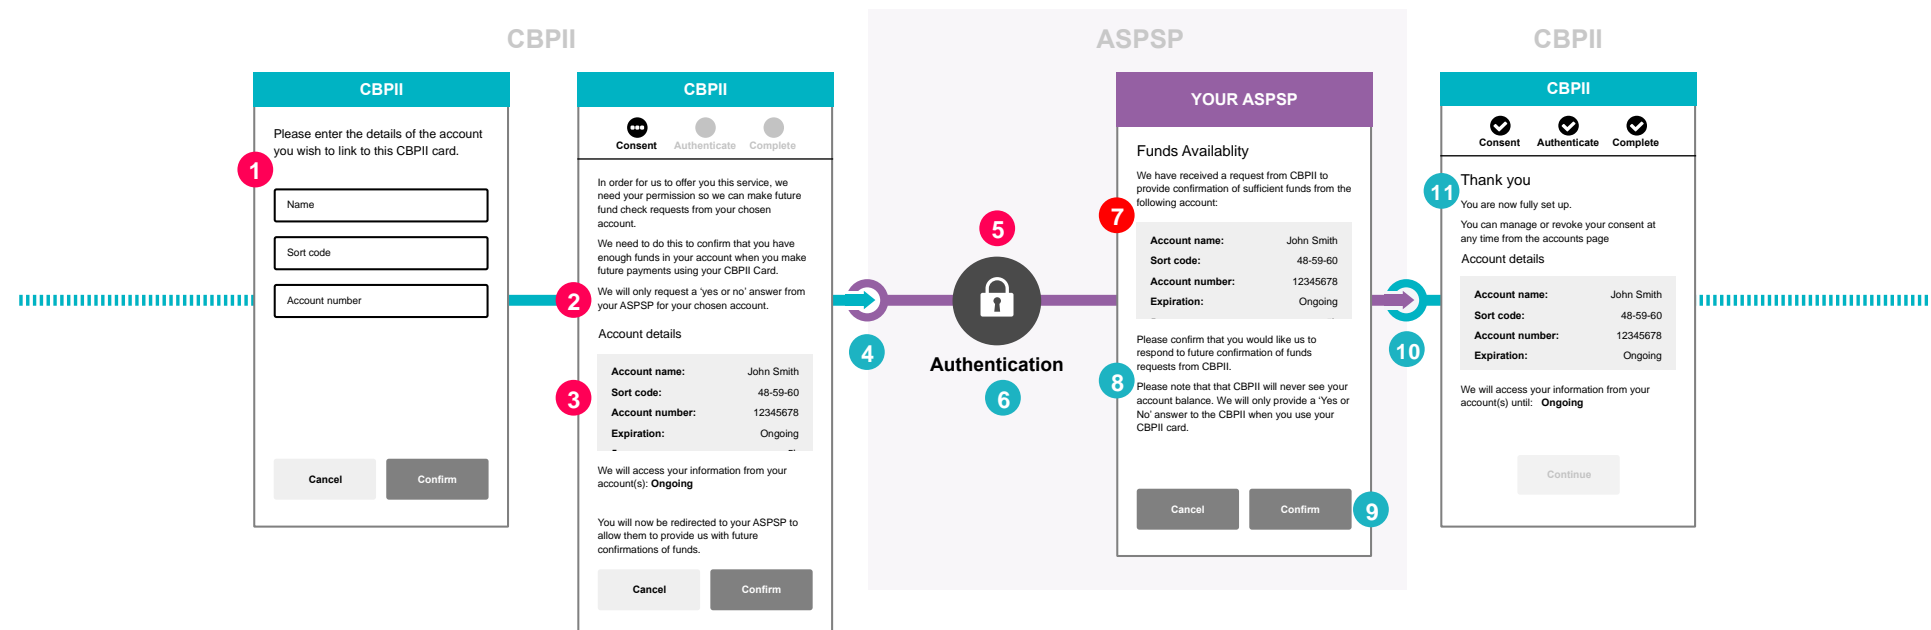 CBPII
ASPSP
CBPII
CBPII
Please enter the details of the account
you wish to link to this CBPII card.
1
Name
Sort code
Account number
Cancel
Confirm
CBPII
Consent
Authenticate
Complete
In order for us to offer you this service, we
need your permission so we can make future
fund check requests from your chosen
account.
We need to do this to confirm that you have
enough funds in your account when you make
future payments using your CBPII Card.
2
We will only request a ‘yes or no’ answer from
your ASPSP for your chosen account.
Account details
3
Account name: John Smith
Sort code: 48-59-60
Account number: 12345678
Expiration: Ongoing
We will access your information from your
account(s): Ongoing
You will now be redirected to your ASPSP to
allow them to provide us with future
confirmations of funds.
Cancel
Confirm
4
5
Authentication
6
YOUR ASPSP
Funds Availablity
We have received a request from CBPII to
provide confirmation of sufficient funds from the
following account:
7
Account name: John Smith
Sort code: 48-59-60
Account number: 12345678
Expiration: Ongoing
Please confirm that you would like us to
respond to future confirmation of funds
requests from CBPII.
8
Please note that that CBPII will never see your
account balance. We will only provide a ‘Yes or
No’ answer to the CBPII when you use your
CBPII card.
Cancel
Confirm
9
10
CBPII
Consent
Authenticate
Complete
11
Thank you
You are now fully set up.
You can manage or revoke your consent at
any time from the accounts page
Account details
Account name: John Smith
Sort code: 48-59-60
Account number: 12345678
Expiration: Ongoing
We will access your information from your
account(s) until: Ongoing
Continue